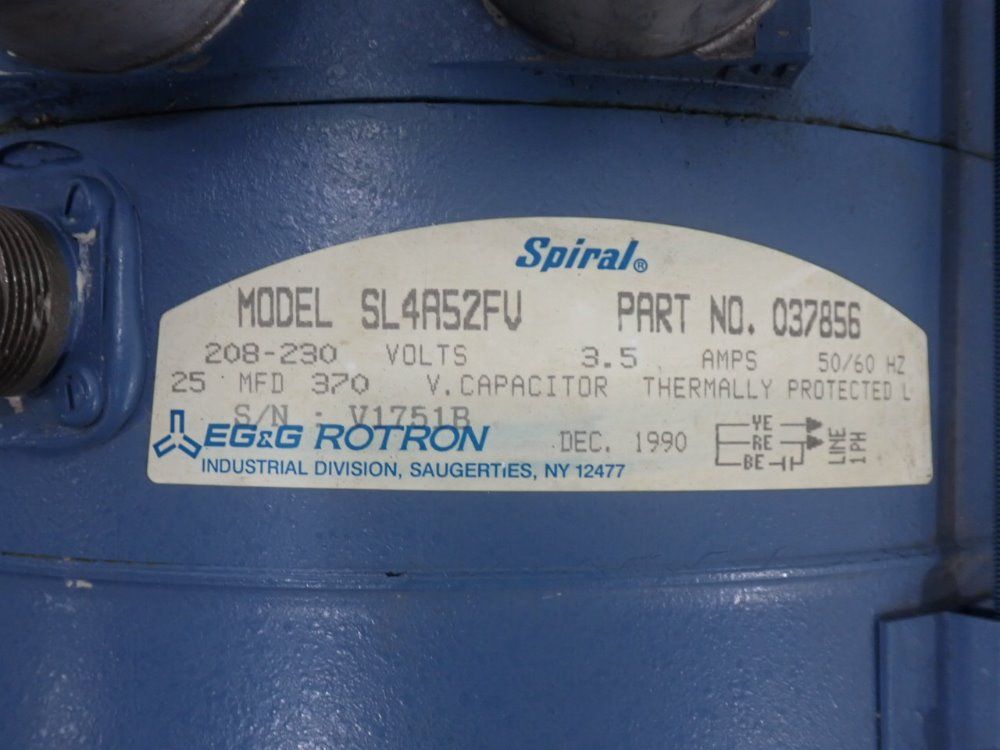 Spiral®
MODEL SL4A52FV PART NO. 037856
208-230 VOLTS 3.5 AMPS 50/60 HZ
25 MFD 370 V.CAPACITOR THERMALLY PROTECTED L
S/N : V1751B
EG&G ROTRON
DEC. 1990
INDUSTRIAL DIVISION, SAUGERTIES, NY 12477
YE
RE
BE
LINE
1PH